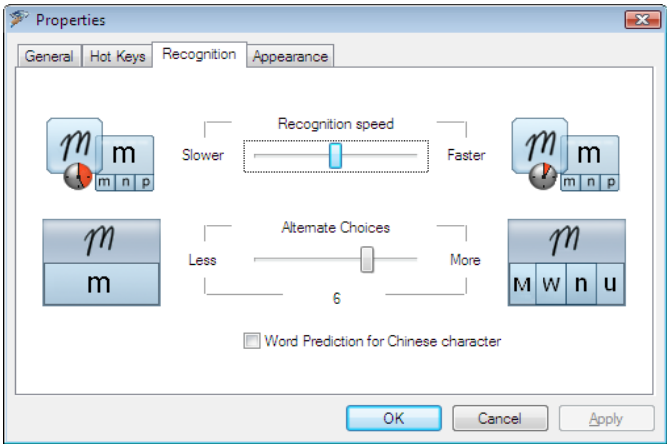 Properties
General Hot Keys Recognition Appearance
Recognition speed
m m Slower Faster m m
m n p m n p
Alternate Choices
m Less More m
m 6 M W n u
Word Prediction for Chinese character
OK Cancel Apply